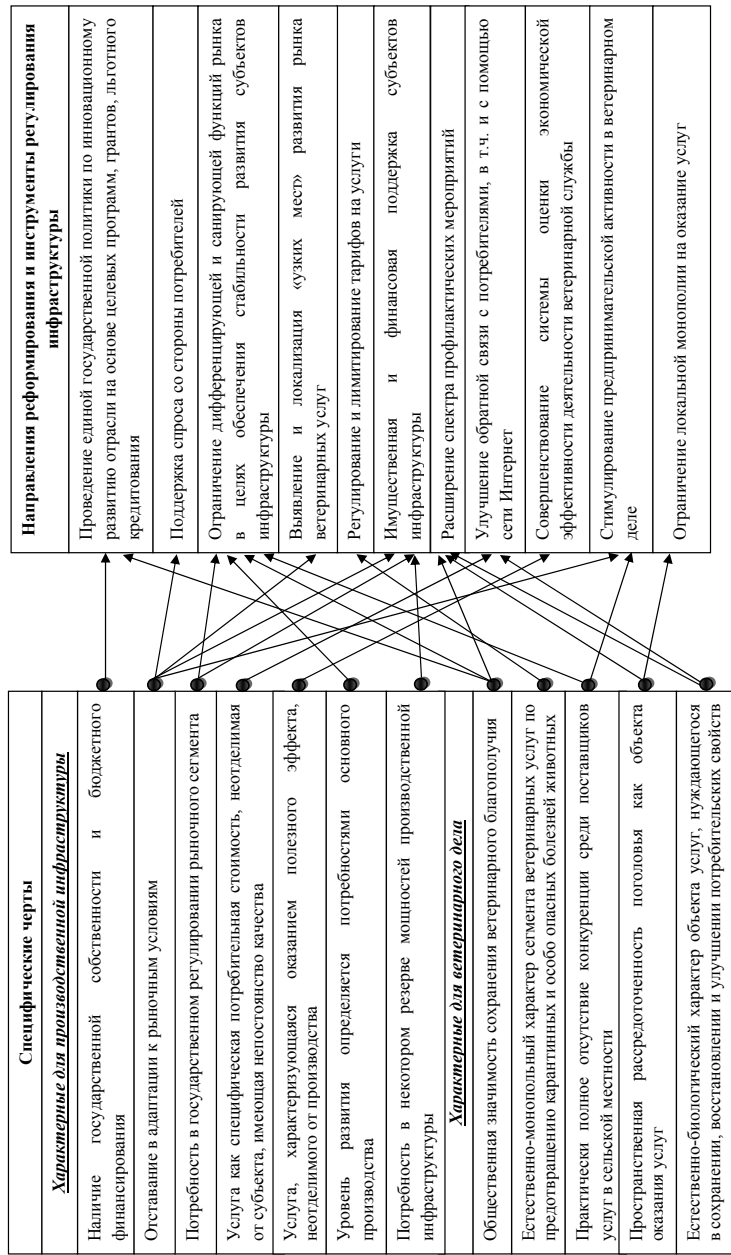 Специфические черты
Характерные для производственной инфраструктуры
Наличие государственной собственности и бюджетного
финансирования
Отставание в адаптации к рыночным условиям
Потребность в государственном регулировании рыночного сегмента
Услуга как специфическая потребительная стоимость, неотделимая
от субъекта, имеющая непостоянство качества
Услуга, характеризующаяся оказанием полезного эффекта,
неотделимого от производства
Уровень развития определяется потребностями основного
производства
Потребность в некотором резерве мощностей производственной
инфраструктуры
Характерные для ветеринарного дела
Общественная значимость сохранения ветеринарного благополучия
Естественно-монопольный характер сегмента ветеринарных услуг по
предотвращению карантинных и особо опасных болезней животных
Практически полное отсутствие конкуренции среди поставщиков
услуг в сельской местности
Пространственная рассредоточенность поголовья как объекта
оказания услуг
Естественно-биологический характер объекта услуг, нуждающегося
в сохранении, восстановлении и улучшении потребительских свойств
Направления реформирования и инструменты регулирования
инфраструктуры
Проведение единой государственной политики по инновационному
развитию отрасли на основе целевых программ, грантов, льготного
кредитования
Поддержка спроса со стороны потребителей
Ограничение дифференцирующей и санирующей функций рынка
в целях обеспечения стабильности развития субъектов
инфраструктуры
Выявление и локализация «узких мест» развития рынка
ветеринарных услуг
Регулирование и лимитирование тарифов на услуги
Имущественная и финансовая поддержка субъектов
инфраструктуры
Расширение спектра профилактических мероприятий
Улучшение обратной связи с потребителями, в т.ч. и с помощью
сети Интернет
Совершенствование системы оценки экономической
эффективности деятельности ветеринарной службы
Стимулирование предпринимательской активности в ветеринарном
деле
Ограничение локальной монополии на оказание услуг